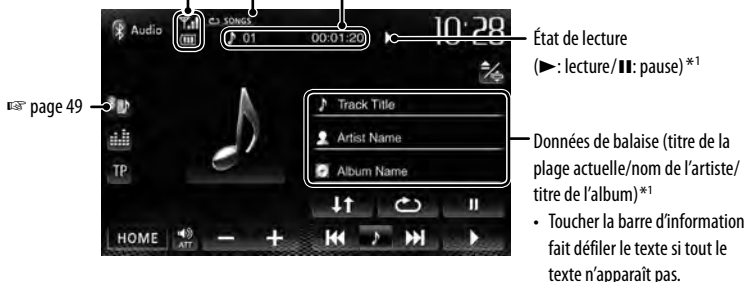 Audio
SONGS
01 00:01:20
10:28
État de lecture
(►: lecture/❚❚: pause)*1
☞ page 49
Track Title
Artist Name
Album Name
TP
Données de balaise (titre de la
plage actuelle/nom de l'artiste/
titre de l'album)*1
• Toucher la barre d'information
fait défiler le texte si tout le
texte n'apparaît pas.
HOME
ATT
− +